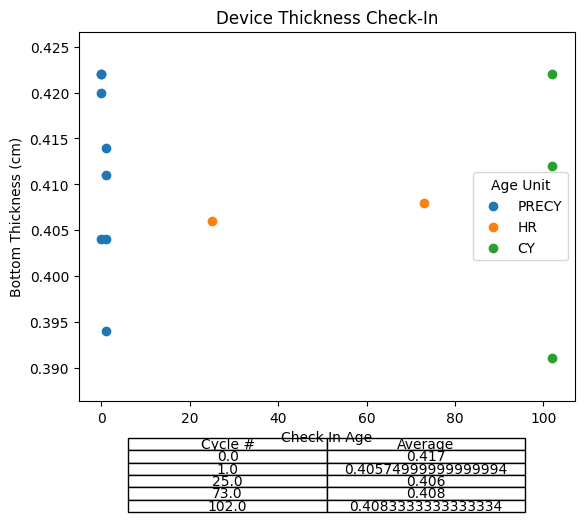 Device Thickness Check-In
Bottom Thickness (cm)
0.425
0.420
0.415
0.410
0.405
0.400
0.395
0.390
Age Unit
PRECY
HR
CY
0 20 40 60 80 100
Check In Age
Cycle # Average
0.0 0.417
1.0 0.40574999999999994
25.0 0.406
73.0 0.408
102.0 0.4083333333333334